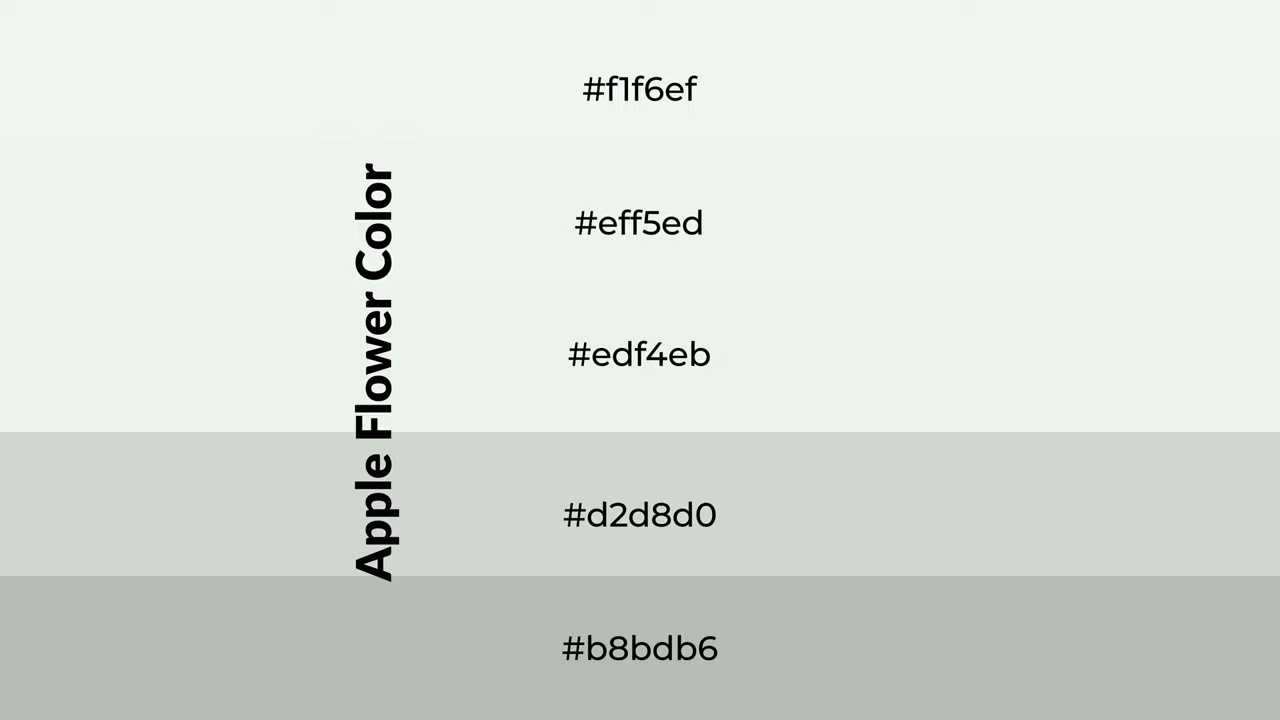 Apple Flower Color
#f1f6ef
#eff5ed
#edf4eb
#d2d8d0
#b8bdb6